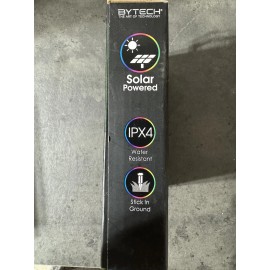 BYTECH
THE ART OF TECHNOLOGY
Solar
Powered
IPX4
Water
Resistant
Stick In
Ground